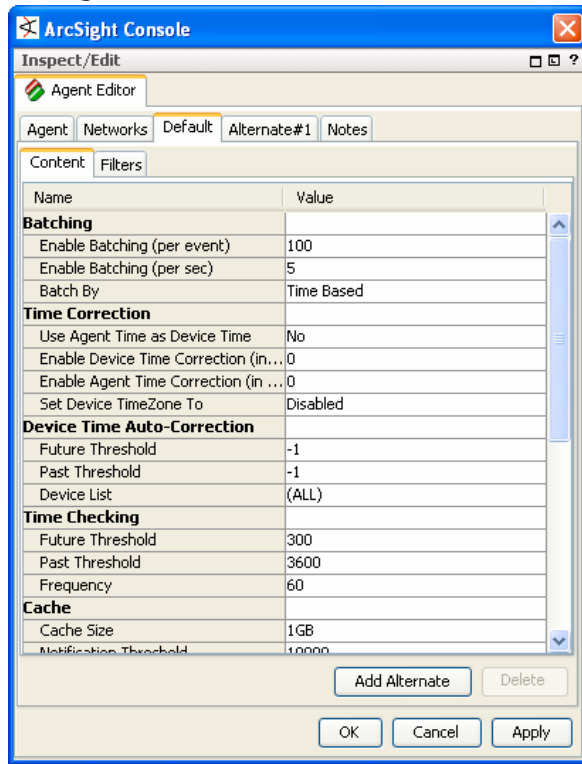 ArcSight Console
Inspect/Edit
Agent Editor
Agent Networks Default Alternate#1 Notes
Content Filters
Name Value
Batching
Enable Batching (per event) 100
Enable Batching (per sec) 5
Batch By Time Based
Time Correction
Use Agent Time as Device Time No
Enable Device Time Correction (in... 0
Enable Agent Time Correction (in ... 0
Set Device TimeZone To Disabled
Device Time Auto-Correction
Future Threshold -1
Past Threshold -1
Device List (ALL)
Time Checking
Future Threshold 300
Past Threshold 3600
Frequency 60
Cache
Cache Size 1GB
Notification Threshold 10000
Add Alternate Delete
OK Cancel Apply